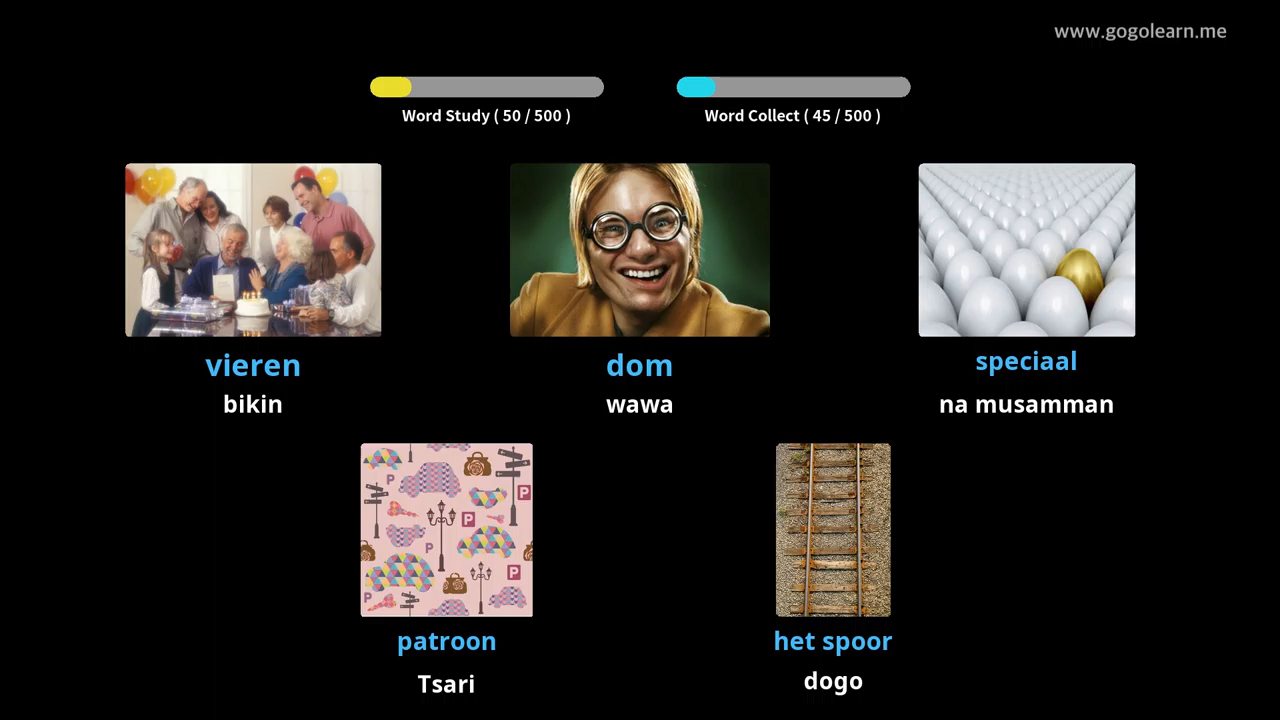 www.gogolearn.me
Word Study ( 50 / 500 )
Word Collect ( 45 / 500 )
vieren
bikin
dom
wawa
speciaal
na musamman
P
P
P
P
P
P
patroon
Tsari
het spoor
dogo